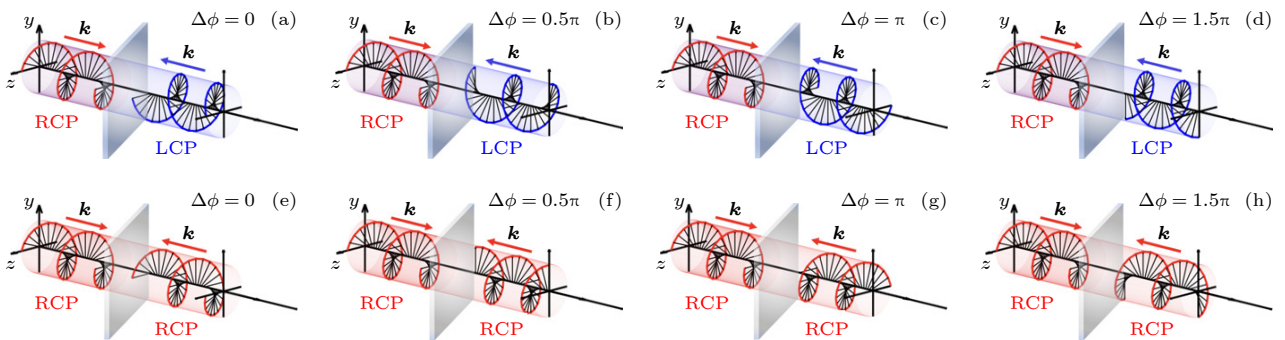 Δϕ = 0 (a)
y
k
k
z
RCP
LCP
Δϕ = 0.5π (b)
y
k
k
z
RCP
LCP
Δϕ = π (c)
y
k
k
z
RCP
LCP
Δϕ = 1.5π (d)
y
k
k
z
RCP
LCP
Δϕ = 0 (e)
y
k
k
z
RCP
RCP
Δϕ = 0.5π (f)
y
k
k
z
RCP
RCP
Δϕ = π (g)
y
k
k
z
RCP
RCP
Δϕ = 1.5π (h)
y
k
k
z
RCP
RCP